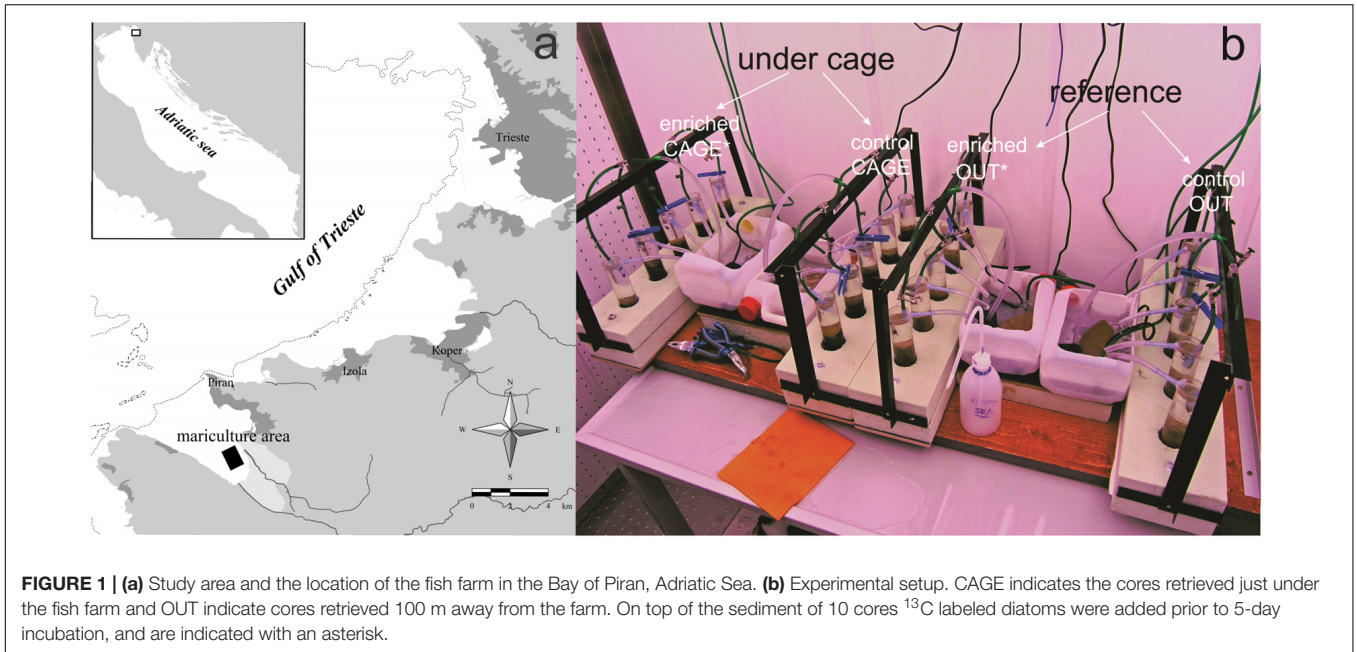 a
Adriatic sea
Trieste
Gulf of Trieste
Koper
Izola
Piran
mariculture area
N
W
E
S
0 2 4
km
b
under cage
reference
enriched
CAGE*
control
CAGE
enriched
OUT*
control
OUT
FIGURE 1 | (a) Study area and the location of the fish farm in the Bay of Piran, Adriatic Sea. (b) Experimental setup. CAGE indicates the cores retrieved just under
the fish farm and OUT indicate cores retrieved 100 m away from the farm. On top of the sediment of 10 cores ¹³C labeled diatoms were added prior to 5-day
incubation, and are indicated with an asterisk.